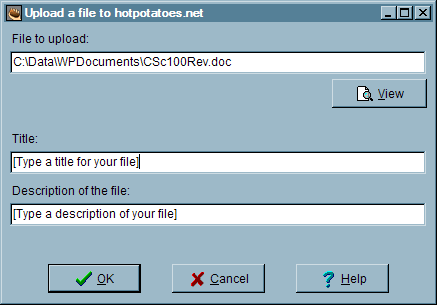 Upload a file to hotpotatoes.net
File to upload:
C:\Data\WPDocuments\CSc100Rev.doc
View
Title:
[Type a title for your file]
Description of the file:
[Type a description of your file]
OK Cancel Help